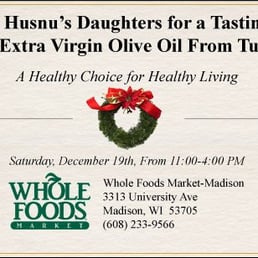 Husnu's Daughters for a Tastin
Extra Virgin Olive Oil From Tu
A Healthy Choice for Healthy Living
Saturday, December 19th, From 11:00-4:00 PM
WHOLE
FOODS
MARKET
Whole Foods Market-Madison
3313 University Ave
Madison, WI  53705
(608) 233-9566